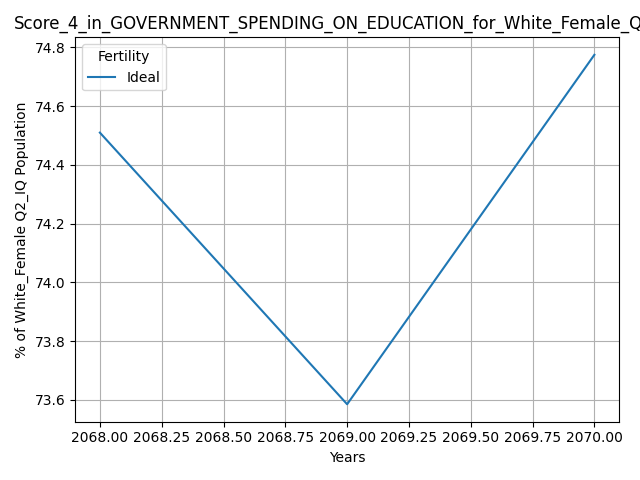 Score_4_in_GOVERNMENT_SPENDING_ON_EDUCATION_for_White_Female_Q
Fertility
Ideal
74.8
74.6
74.4
74.2
74.0
73.8
73.6
% of White_Female Q2_IQ Population
2068.00 2068.25 2068.50 2068.75 2069.00 2069.25 2069.50 2069.75 2070.00
Years